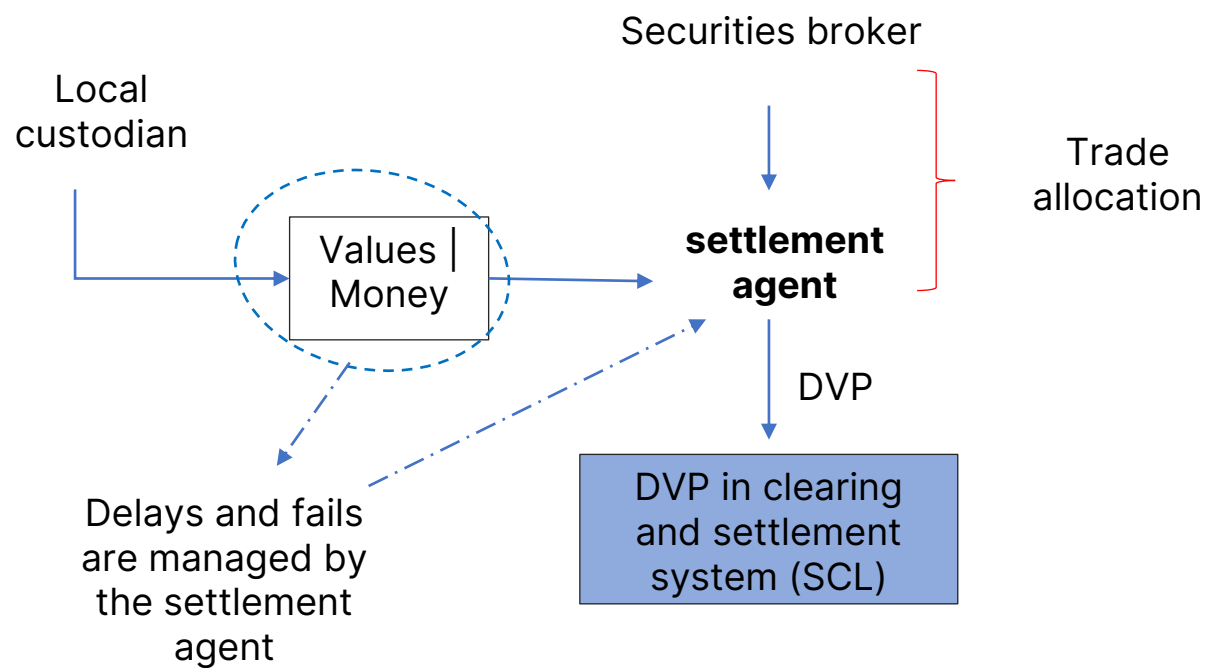 Securities broker
Local
custodian
Trade
allocation
Values |
Money
settlement
agent
DVP
Delays and fails
are managed by
the settlement
agent
DVP in clearing
and settlement
system (SCL)